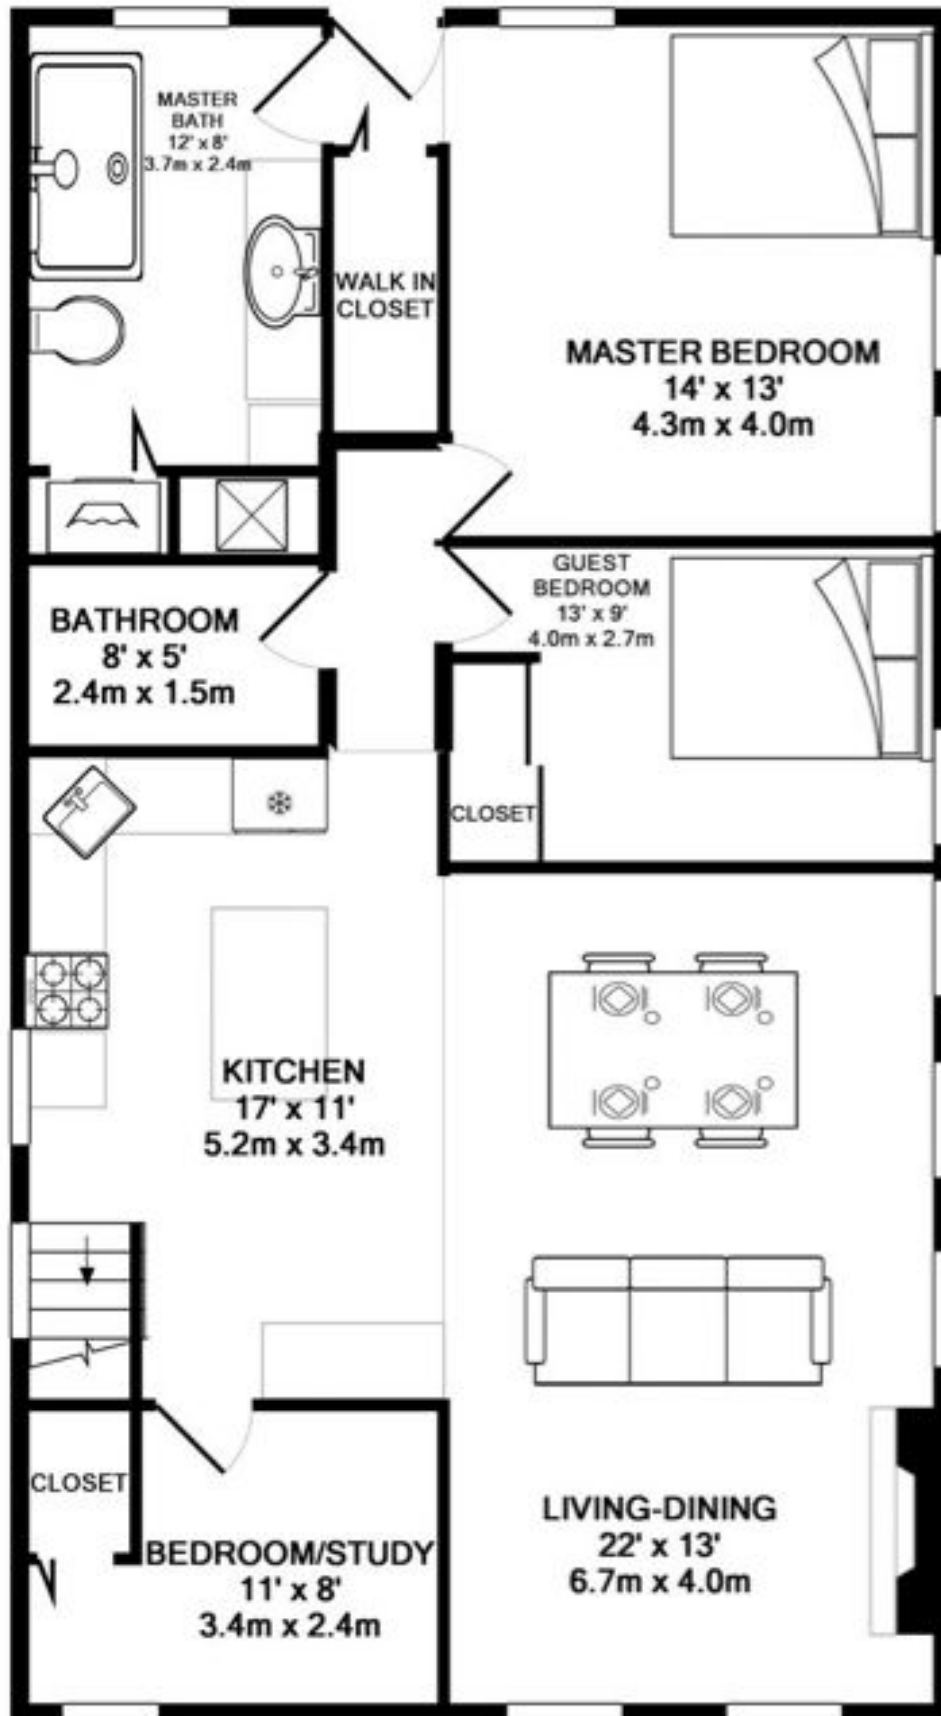 MASTER
BATH
12' x 8'
3.7m x 2.4m
WALK IN
CLOSET
MASTER BEDROOM
14' x 13'
4.3m x 4.0m
GUEST
BEDROOM
13' x 9'
4.0m x 2.7m
BATHROOM
8' x 5'
2.4m x 1.5m
CLOSET
KITCHEN
17' x 11'
5.2m x 3.4m
CLOSET
BEDROOM/STUDY
11' x 8'
3.4m x 2.4m
LIVING-DINING
22' x 13'
6.7m x 4.0m